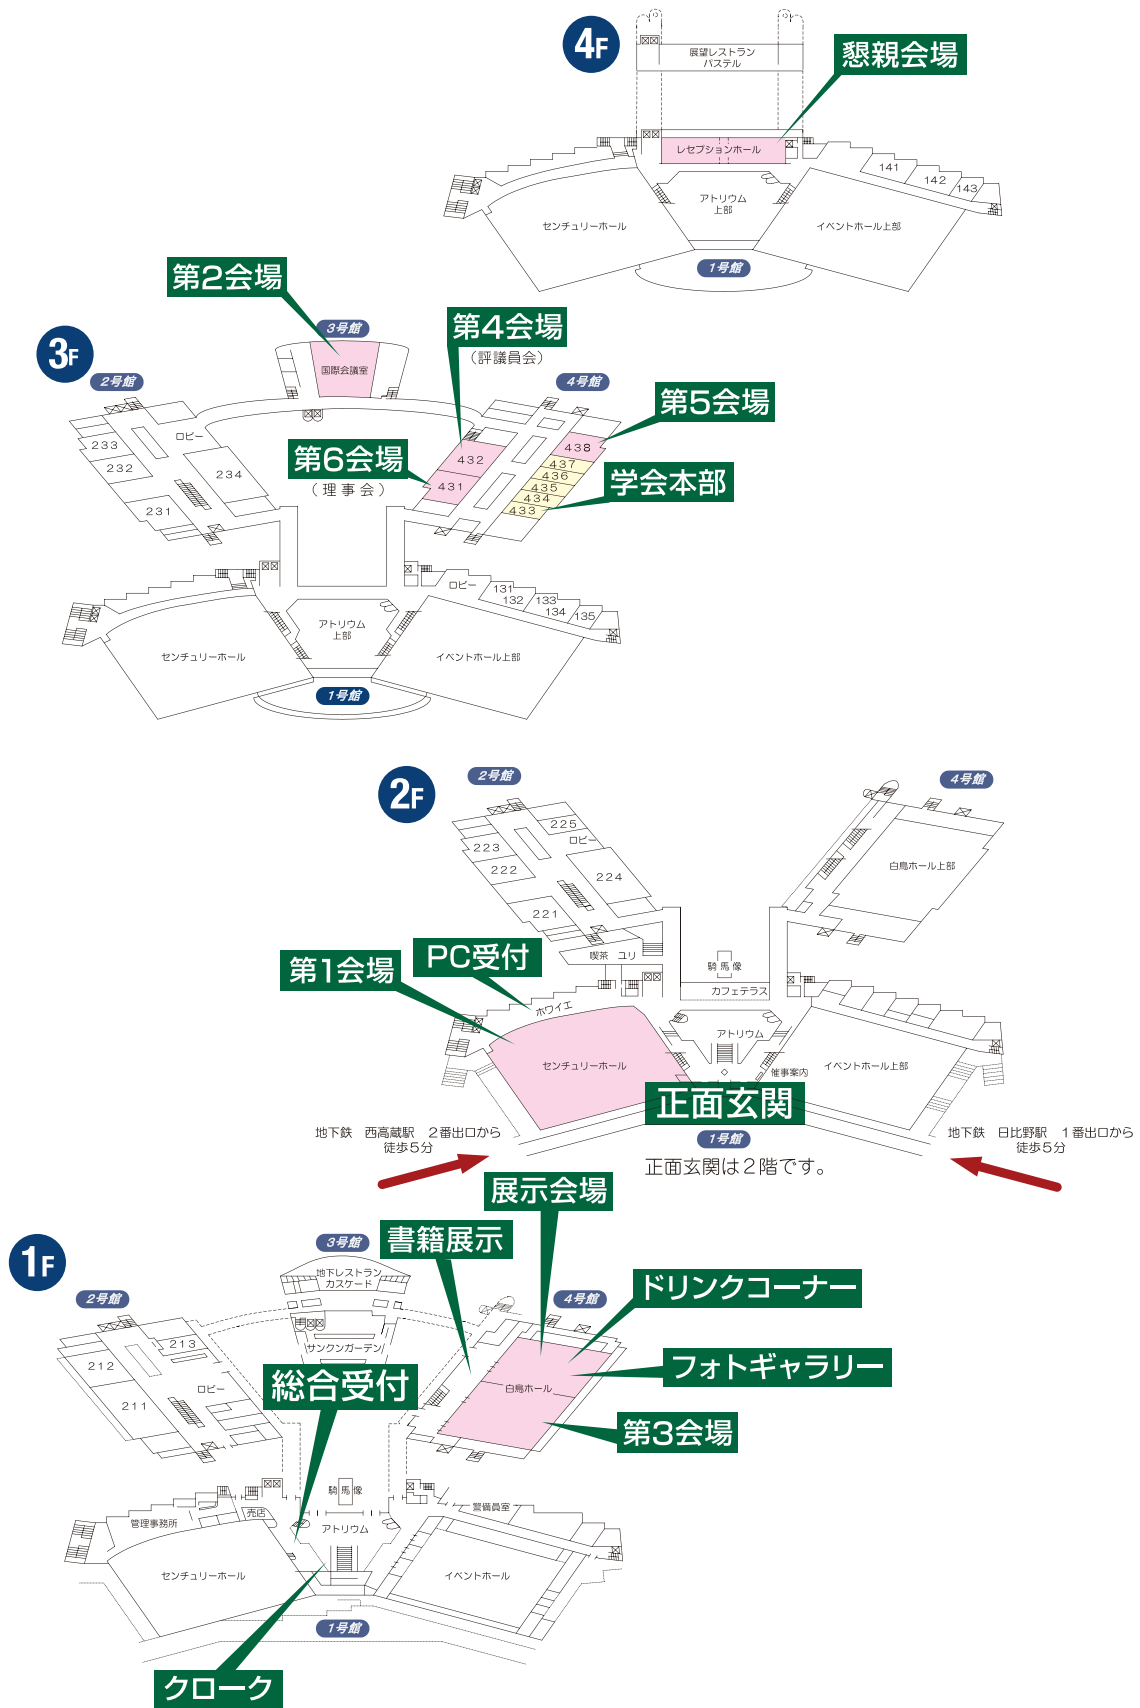 4F
展望レストラン
パステル
懇親会場
レセプションホール
141
142
143
アトリウム
上部
センチュリーホール
イベントホール上部
1号館
第2会場
3F
3号館
第4会場
(評議員会)
国際会議室
2号館
4号館
第5会場
ロビー
233
232
234
231
第6会場
(理事会)
432
431
438
437
436
435
434
433
学会本部
ロビー
131
132
133
134
135
アトリウム
上部
センチュリーホール
イベントホール上部
1号館
2F
2号館
4号館
225
ロビー
223
222
224
221
白鳥ホール上部
喫茶 ユリ
騎馬像
カフェテラス
PC受付
第1会場
ホワイエ
アトリウム
センチュリーホール
催事案内
イベントホール上部
正面玄関
地下鉄 西高蔵駅 2番出口から
徒歩5分
1号館
地下鉄 日比野駅 1番出口から
徒歩5分
正面玄関は2階です。
展示会場
書籍展示
1F
3号館
地下レストラン
カスケード
2号館
4号館
ドリンクコーナー
213
212
211
ロビー
サンクンガーデン
総合受付
白鳥ホール
フォトギャラリー
第3会場
騎馬像
売店
管理事務所
アトリウム
警備員室
センチュリーホール
イベントホール
1号館
クローク